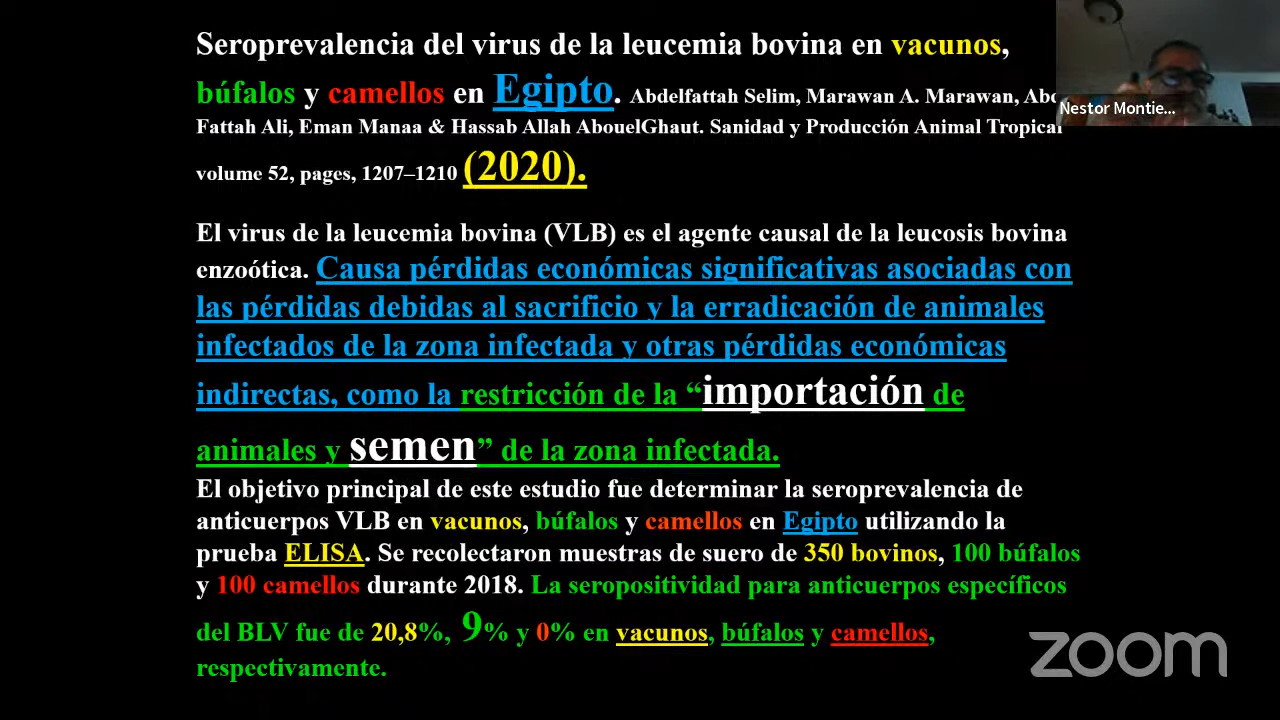 Seroprevalencia del virus de la leucemia bovina en vacunos,
búfalos y camellos en Egipto. Abdelfattah Selim, Marawan A. Marawan,
Fattah Ali, Eman Manaa & Hassab Allah AbouelGhaut. Sanidad y Producción Animal Tropical
volume 52, pages, 1207–1210 (2020).
El virus de la leucemia bovina (VLB) es el agente causal de la leucosis bovina
enzoótica. Causa pérdidas económicas significativas asociadas con
las pérdidas debidas al sacrificio y la erradicación de animales
infectados de la zona infectada y otras pérdidas económicas
indirectas, como la restricción de la “importación de
animales y semen” de la zona infectada.
El objetivo principal de este estudio fue determinar la seroprevalencia de
anticuerpos VLB en vacunos, búfalos y camellos en Egipto utilizando la
prueba ELISA. Se recolectaron muestras de suero de 350 bovinos, 100 búfalos
y 100 camellos durante 2018. La seropositividad para anticuerpos específicos
del BLV fue de 20,8%, 9% y 0% en vacunos, búfalos y camellos,
respectivamente.
Nestor Montie...
zoom